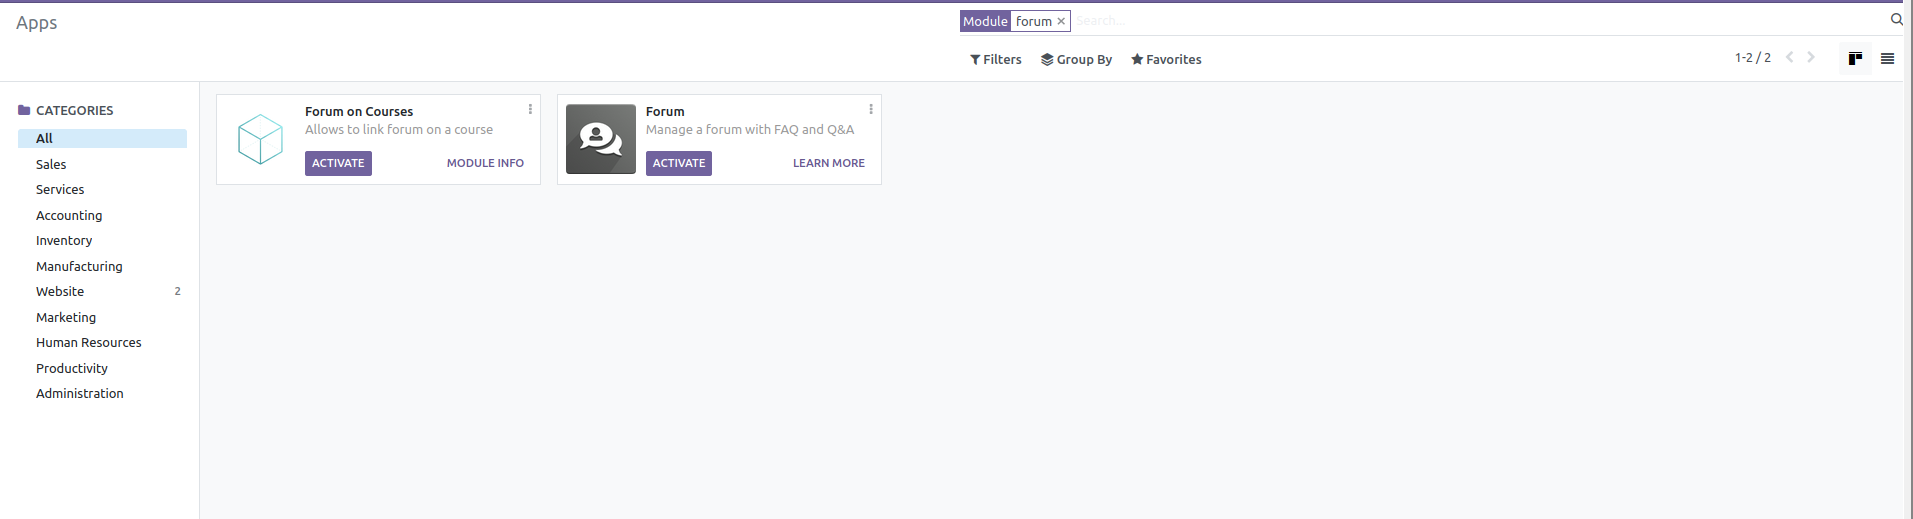 Apps
Module forum × Search...
Filters Group By Favorites
1-2 / 2
CATEGORIES
All
Sales
Services
Accounting
Inventory
Manufacturing
Website 2
Marketing
Human Resources
Productivity
Administration
Forum on Courses
Allows to link forum on a course
ACTIVATE MODULE INFO
Forum
Manage a forum with FAQ and Q&A
ACTIVATE LEARN MORE